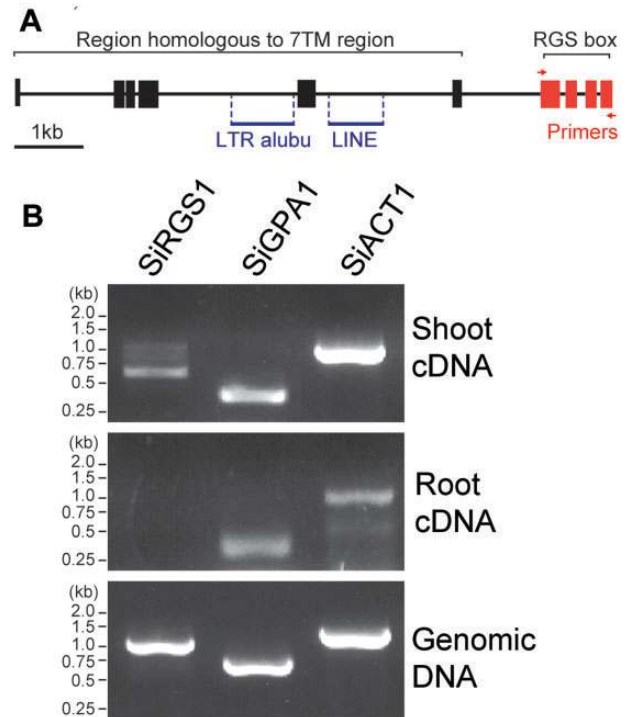 A
Region homologous to 7TM region
RGS box
LTR alubu
LINE
1kb
Primers
B
SiRGS1
SiGPA1
SiACT1
(kb)
2.0
1.5
1.0
0.75
0.5
0.25
Shoot
cDNA
(kb)
2.0
1.5
1.0
0.75
0.5
0.25
Root
cDNA
(kb)
2.0
1.5
1.0
0.75
0.5
0.25
Genomic
DNA